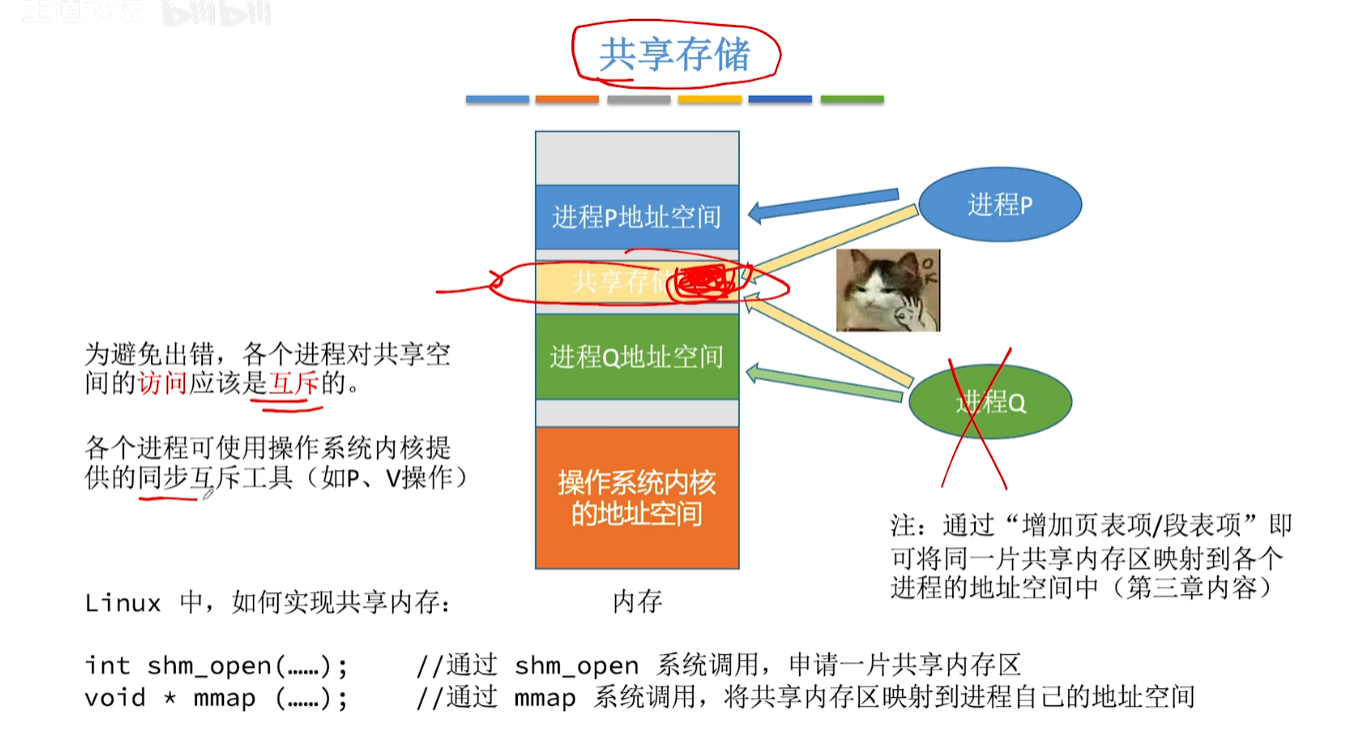 共享存储
进程P地址空间
进程P
共享存储
进程Q地址空间
进程Q
操作系统内核
的地址空间
内存
为避免出错，各个进程对共享空
间的访问应该是互斥的。
各个进程可使用操作系统内核提
供的同步互斥工具（如P、V操作）
注：通过“增加页表项/段表项”即
可将同一片共享内存区映射到各个
进程的地址空间中（第三章内容）
Linux 中，如何实现共享内存：
int shm_open(……);    //通过 shm_open 系统调用，申请一片共享内存区
void * mmap (……);    //通过 mmap 系统调用，将共享内存区映射到进程自己的地址空间
bilibili
OK